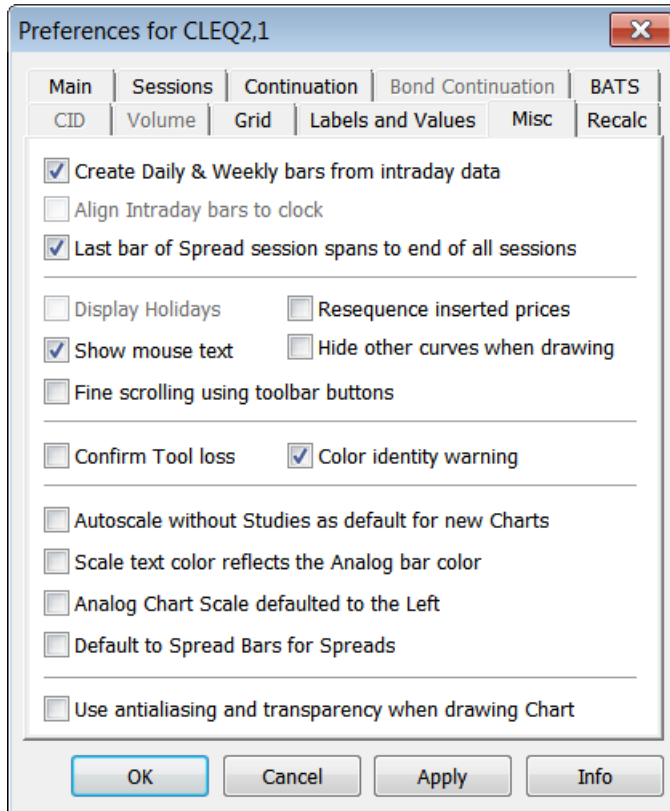 Preferences for CLEQ2,1
Main Sessions Continuation Bond Continuation BATS
CID Volume Grid Labels and Values Misc Recalc
Create Daily & Weekly bars from intraday data
Align Intraday bars to clock
Last bar of Spread session spans to end of all sessions
Display Holidays Resequence inserted prices
Show mouse text Hide other curves when drawing
Fine scrolling using toolbar buttons
Confirm Tool loss Color identity warning
Autoscale without Studies as default for new Charts
Scale text color reflects the Analog bar color
Analog Chart Scale defaulted to the Left
Default to Spread Bars for Spreads
Use antialiasing and transparency when drawing Chart
OK Cancel Apply Info